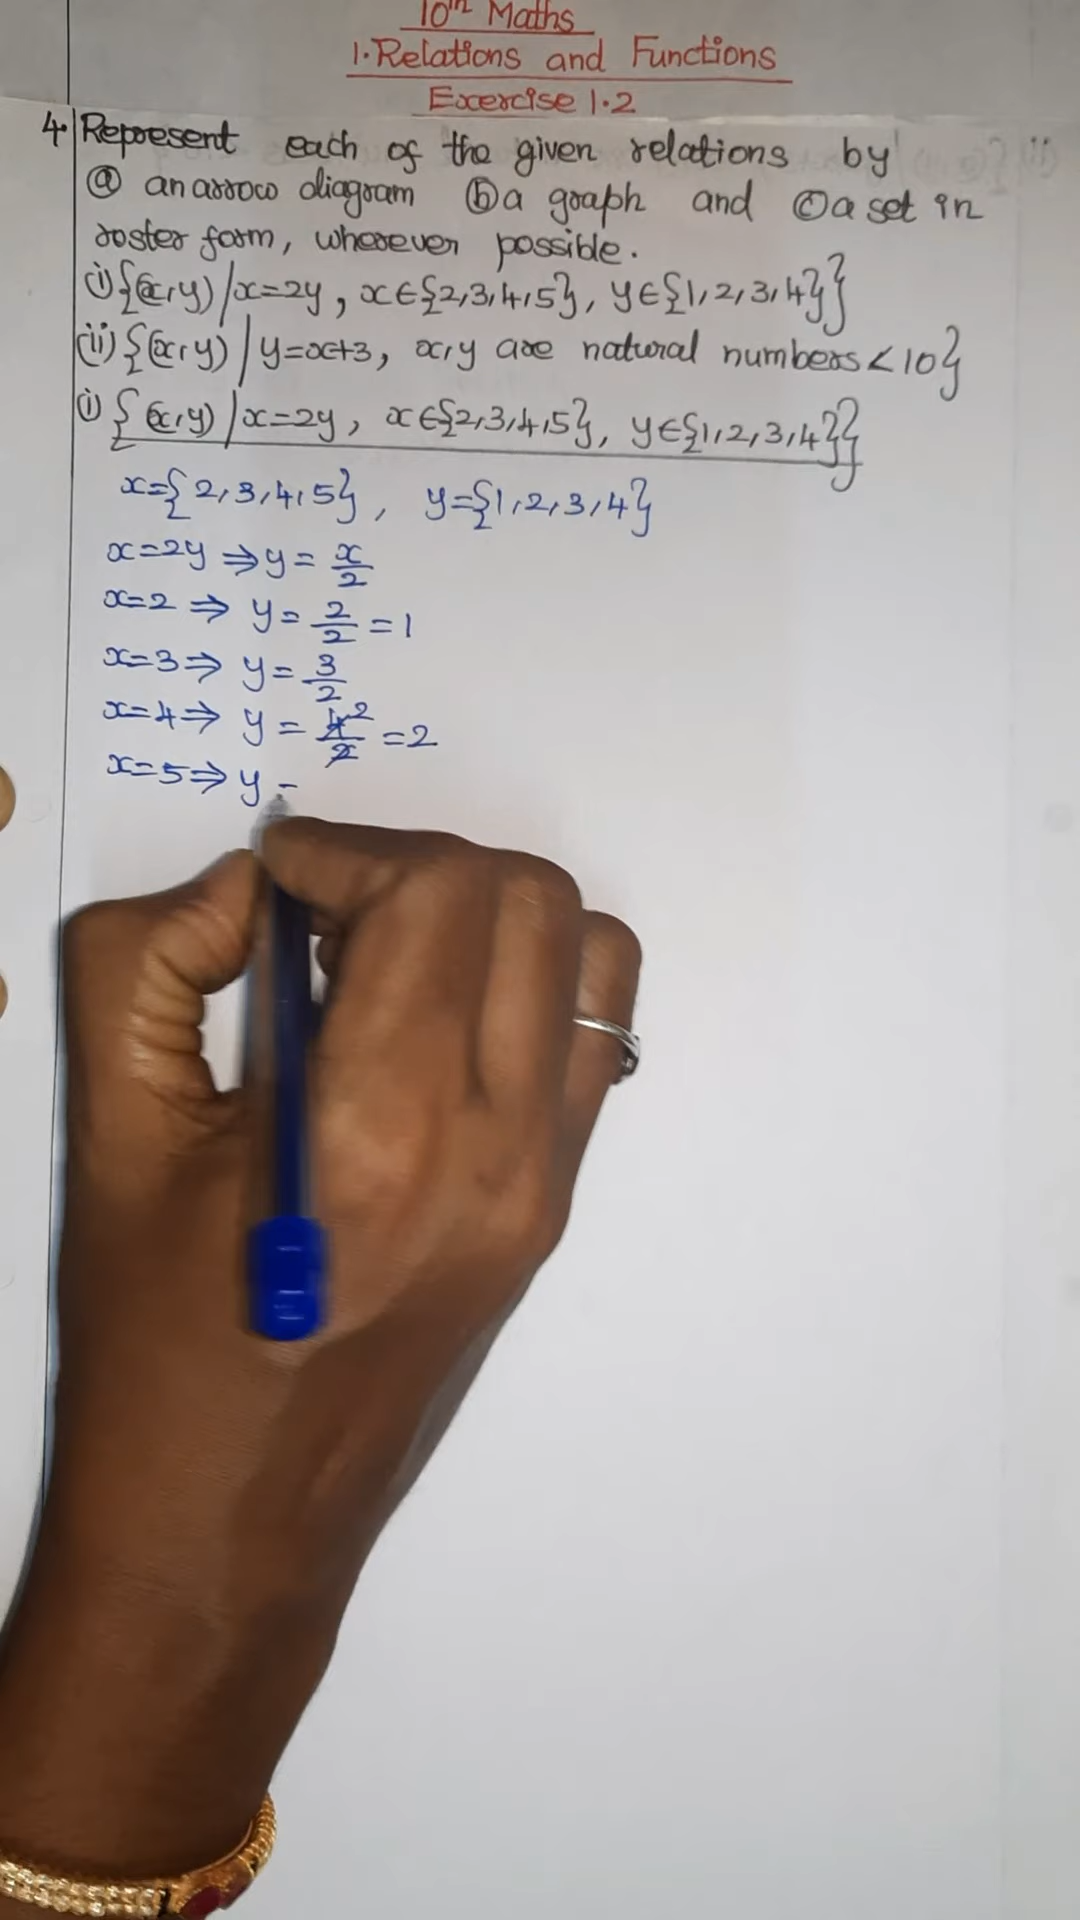 10th Maths
1. Relations and Functions
Exercise 1.2
4. Represent each of the given relations by
ⓐ an arrow diagram ⓑ a graph and ⓒ a set in
roster form, wherever possible.
(i) {(x,y) / x=2y, x∈{2,3,4,5}, y∈{1,2,3,4}}
(ii) {(x,y) / y=x+3, x,y are natural numbers < 10}
(i) {(x,y) / x=2y, x∈{2,3,4,5}, y∈{1,2,3,4}}
x={2,3,4,5}, y={1,2,3,4}
x=2y ⇒ y = x/2
x=2 ⇒ y = 2/2 = 1
x=3 ⇒ y = 3/2
x=4 ⇒ y = 4²/2 = 2
x=5 ⇒ y =